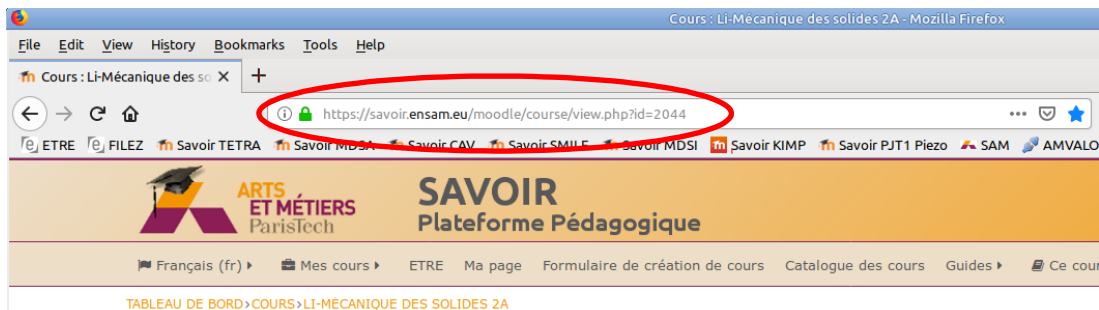 Cours : Li-Mécanique des solides 2A - Mozilla Firefox
File Edit View History Bookmarks Tools Help
Cours : Li-Mécanique des so
https://savoir.ensam.eu/moodle/course/view.php?id=2044
ETRE FILEZ Savoir TETRA Savoir MDSA Savoir CAV Savoir SMILE Savoir MDSI Savoir KIMP Savoir PJT1 Piezo SAM AMVALO
ARTS
ET MÉTIERS
ParisTech
SAVOIR
Plateforme Pédagogique
Français (fr) Mes cours ETRE Ma page Formulaire de création de cours Catalogue des cours Guides Ce cour
TABLEAU DE BORD›COURS›LI-MÉCANIQUE DES SOLIDES 2A